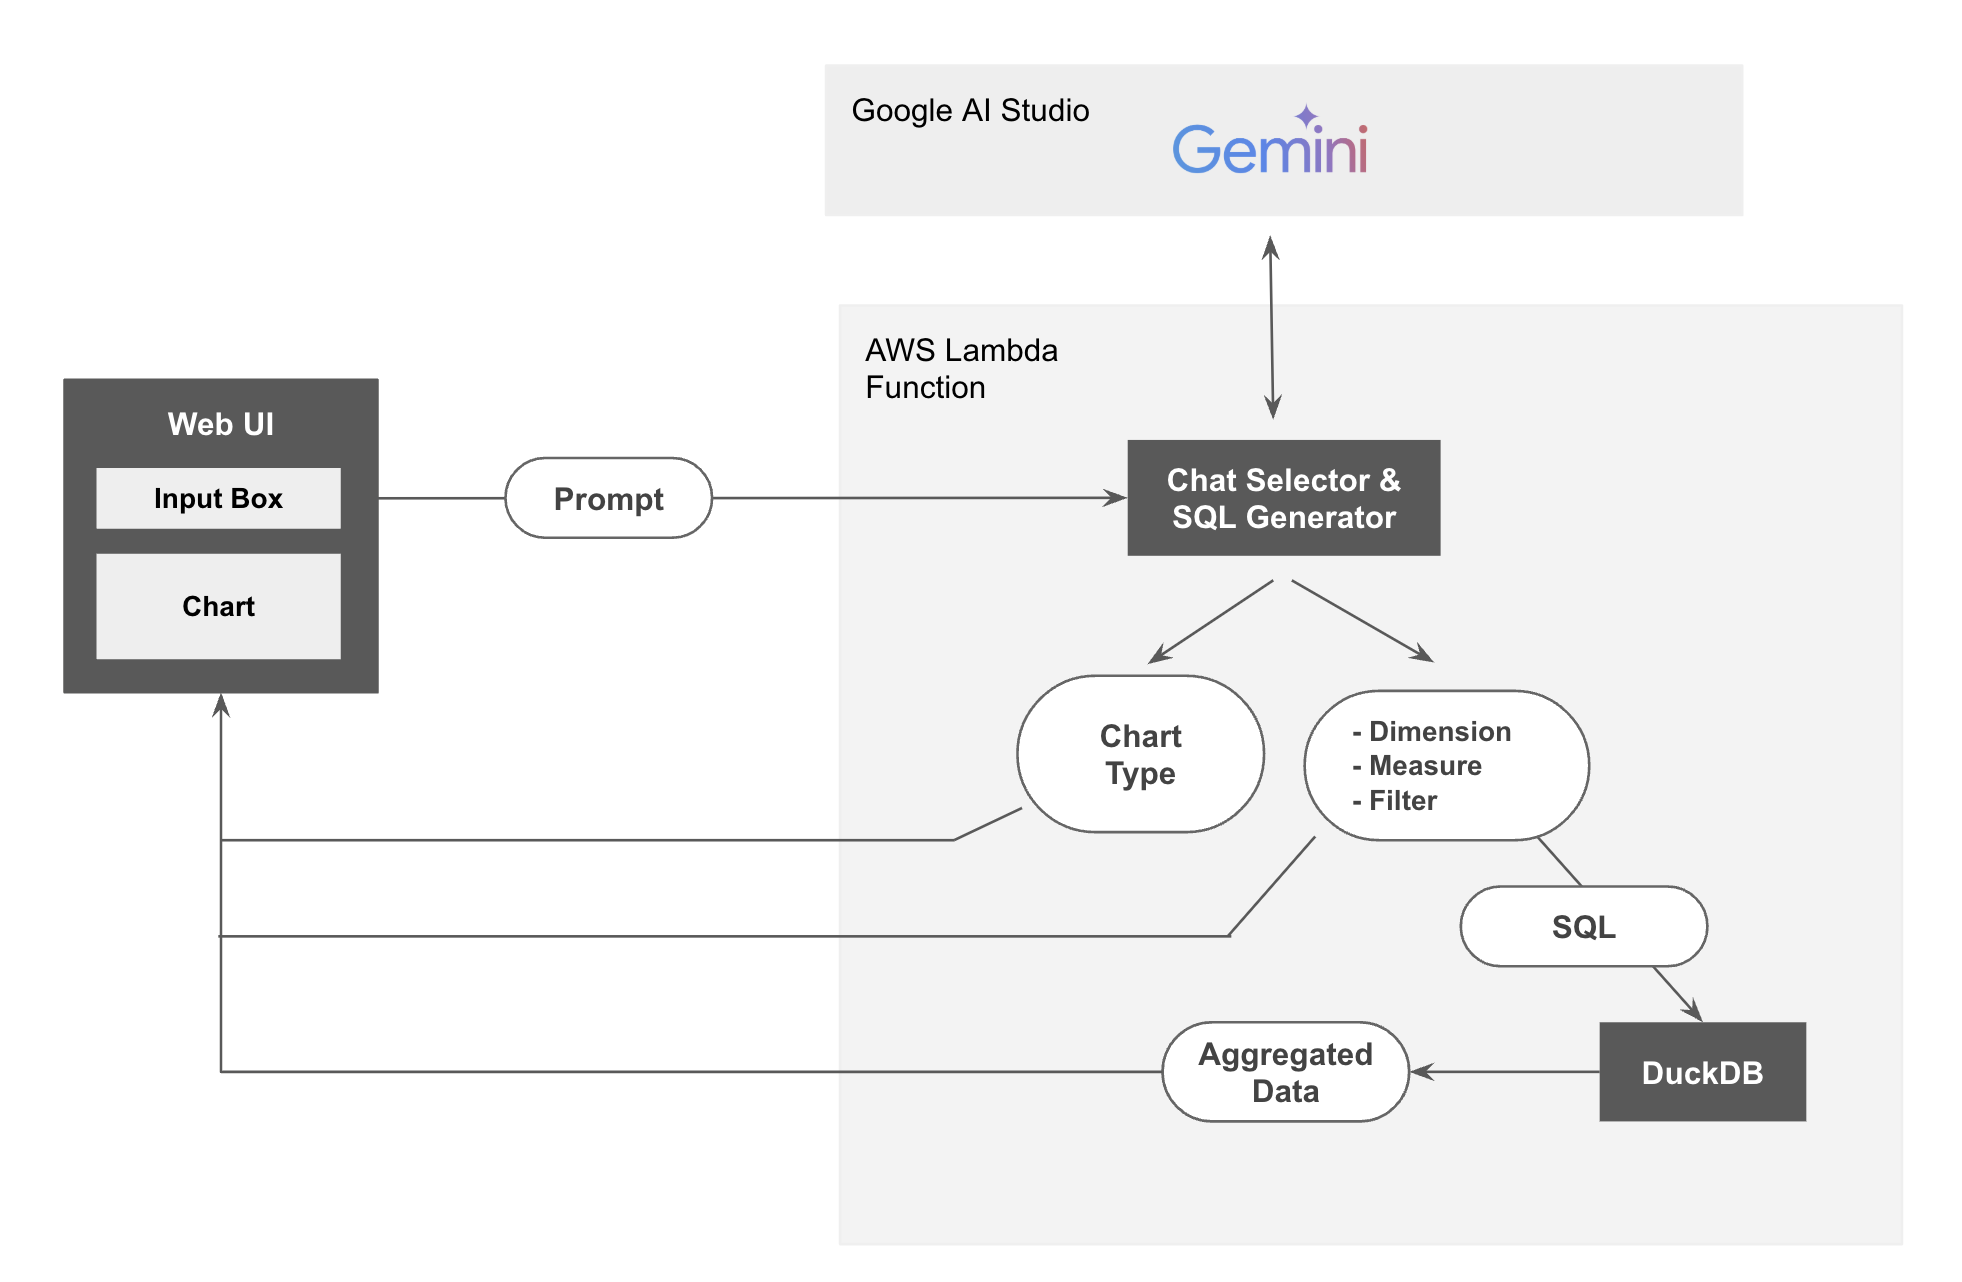 Google AI Studio
Gemini
AWS Lambda
Function
Web UI
Input Box
Chart
Prompt
Chat Selector &
SQL Generator
Chart
Type
- Dimension
- Measure
- Filter
SQL
Aggregated
Data
DuckDB